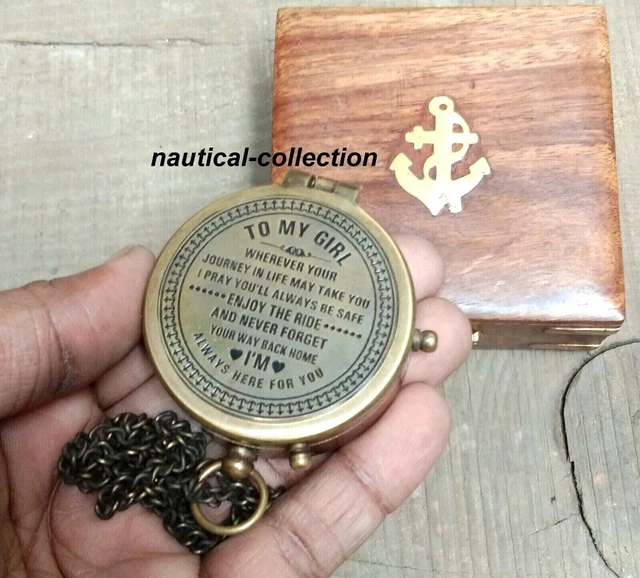 nautical-collection
TO MY GIRL
WHEREVER YOUR
JOURNEY IN LIFE MAY TAKE YOU
I PRAY YOU'LL ALWAYS BE SAFE
ENJOY THE RIDE
AND NEVER FORGET
YOUR WAY BACK HOME
♥I'M♥
ALWAYS HERE FOR YOU